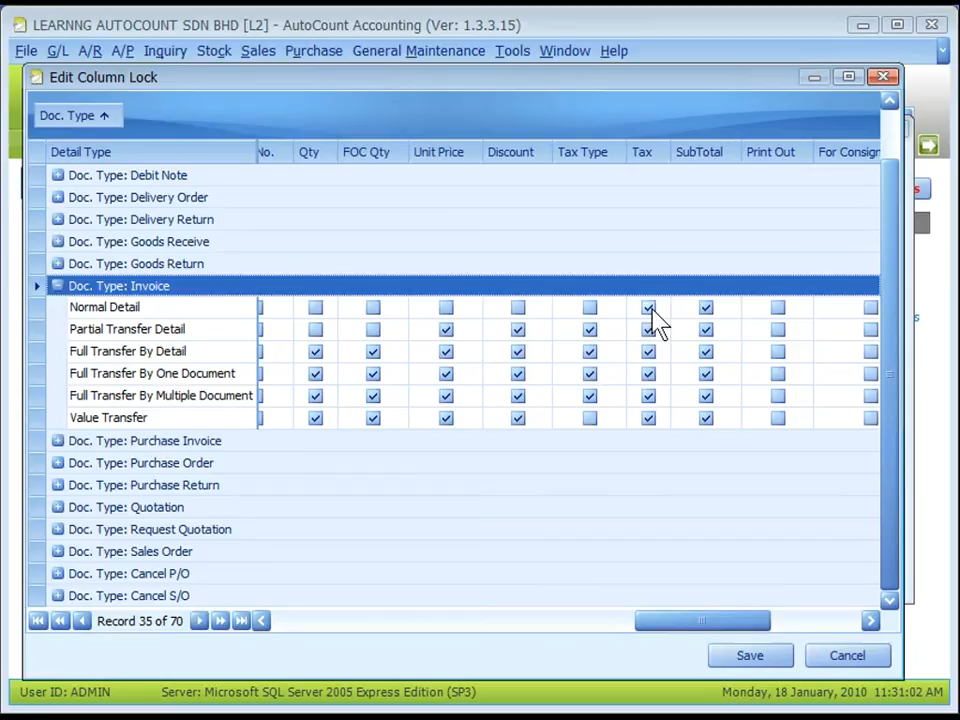 LEARNNG AUTOCOUNT SDN BHD [L2] - AutoCount Accounting (Ver: 1.3.3.15)
File G/L A/R A/P Inquiry Stock Sales Purchase General Maintenance Tools Window Help
Edit Column Lock
Doc. Type
Detail Type No. Qty FOC Qty Unit Price Discount Tax Type Tax SubTotal Print Out For Consign
Doc. Type: Debit Note
Doc. Type: Delivery Order
Doc. Type: Delivery Return
Doc. Type: Goods Receive
Doc. Type: Goods Return
Doc. Type: Invoice
Normal Detail
Partial Transfer Detail
Full Transfer By Detail
Full Transfer By One Document
Full Transfer By Multiple Document
Value Transfer
Doc. Type: Purchase Invoice
Doc. Type: Purchase Order
Doc. Type: Purchase Return
Doc. Type: Quotation
Doc. Type: Request Quotation
Doc. Type: Sales Order
Doc. Type: Cancel P/O
Doc. Type: Cancel S/O
Record 35 of 70
Save Cancel
User ID: ADMIN Server: Microsoft SQL Server 2005 Express Edition (SP3) Monday, 18 January, 2010 11:31:02 AM